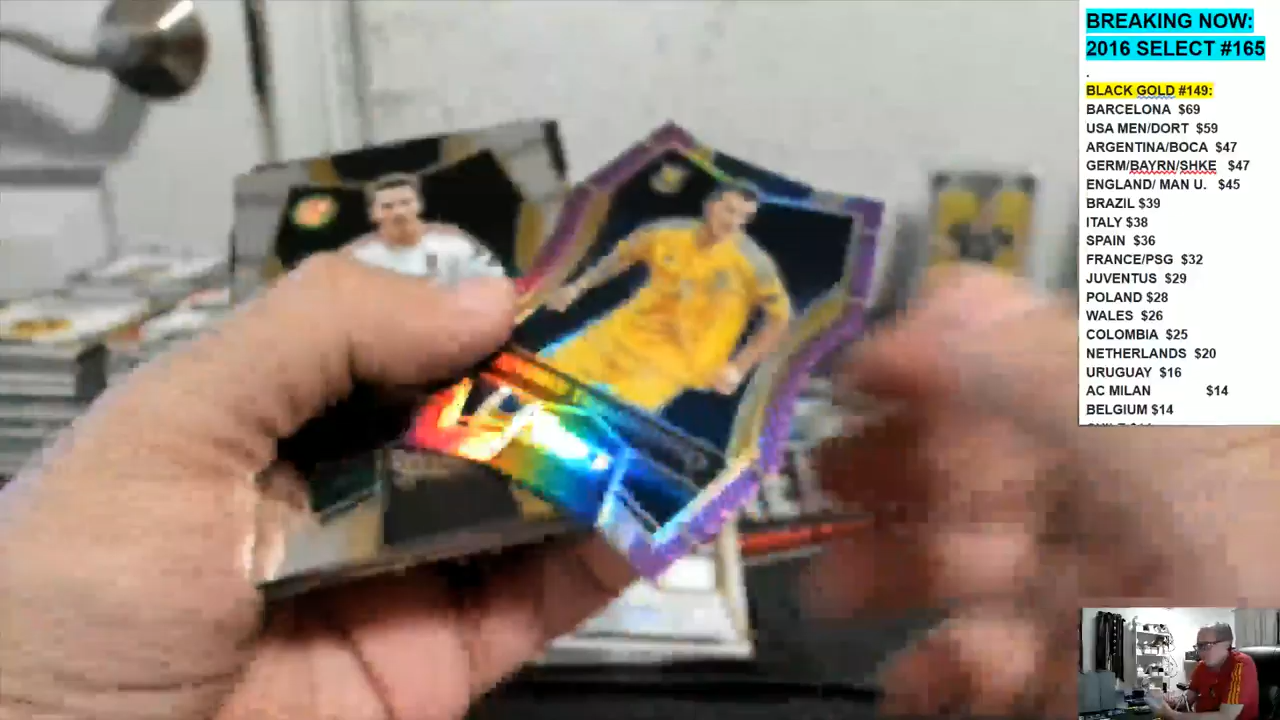 BREAKING NOW:
2016 SELECT #165
.
BLACK GOLD #149:
BARCELONA $69
USA MEN/DORT $59
ARGENTINA/BOCA $47
GERM/BAYRN/SHKE $47
ENGLAND/ MAN U. $45
BRAZIL $39
ITALY $38
SPAIN $36
FRANCE/PSG $32
JUVENTUS $29
POLAND $28
WALES $26
COLOMBIA $25
NETHERLANDS $20
URUGUAY $16
AC MILAN $14
BELGIUM $14